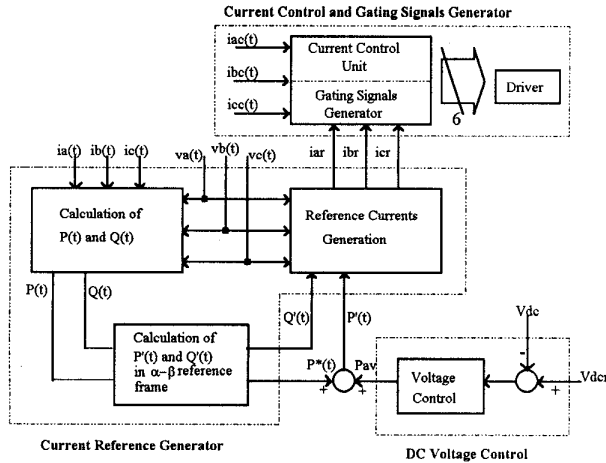 Current Control and Gating Signals Generator
iac(t)
ibc(t)
icc(t)
Current Control
Unit
Gating Signals
Generator
6
Driver
ia(t) ib(t) ic(t)
va(t) vb(t) vc(t)
iar ibr icr
Calculation of
P(t) and Q(t)
Reference Currents
Generation
P(t)
Q(t)
Q'(t)
P'(t)
Calculation of
P'(t) and Q'(t)
in α-β reference
frame
P*(t)
+
Pav
+
Voltage
Control
Vdc
-
+
Vdcr
Current Reference Generator
DC Voltage Control